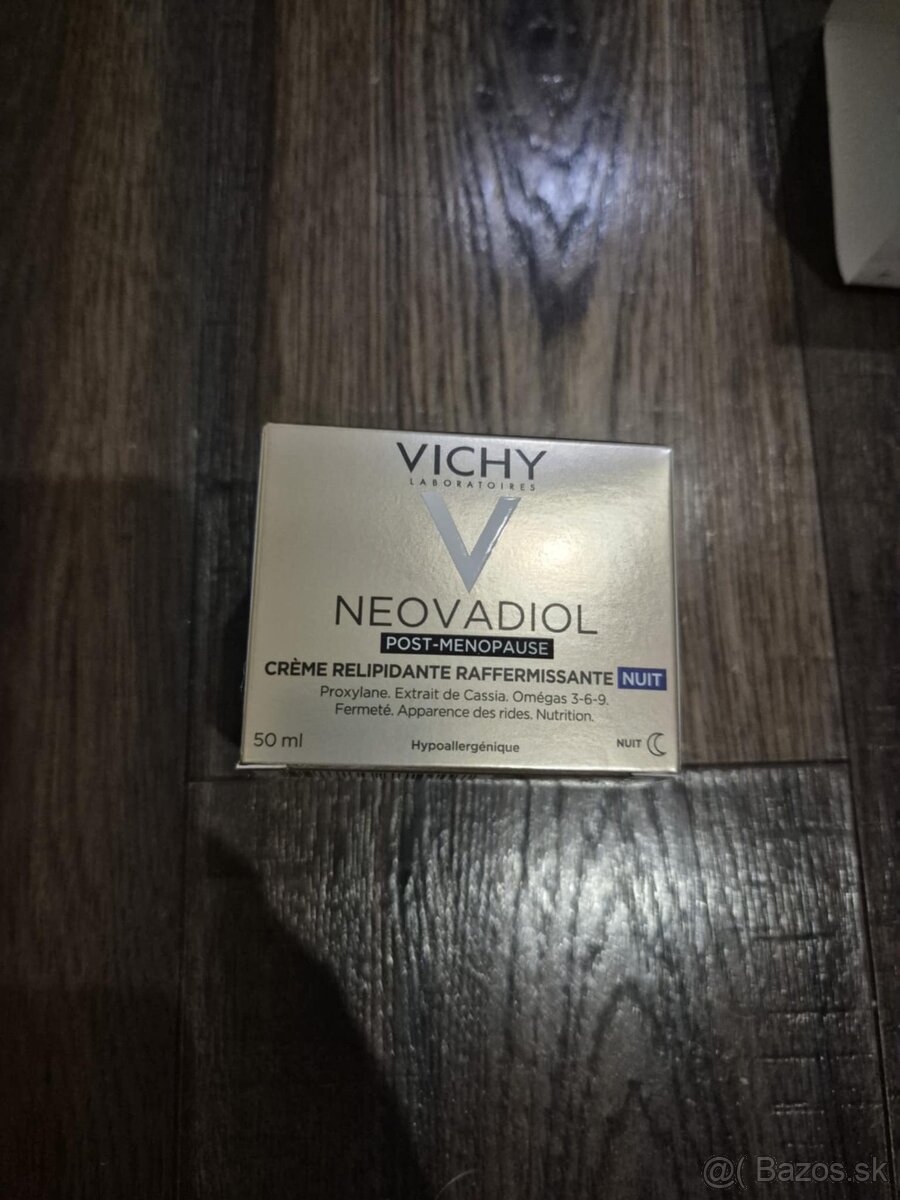 VICHY
LABORATOIRES
NEOVADIOL
POST-MENOPAUSE
CRÈME RELIPIDANTE RAFFERMISSANTE NUIT
Proxylane. Extrait de Cassia. Omégas 3-6-9.
Fermeté. Apparence des rides. Nutrition.
50 ml
Hypoallergénique
NUIT
@( Bazos.sk